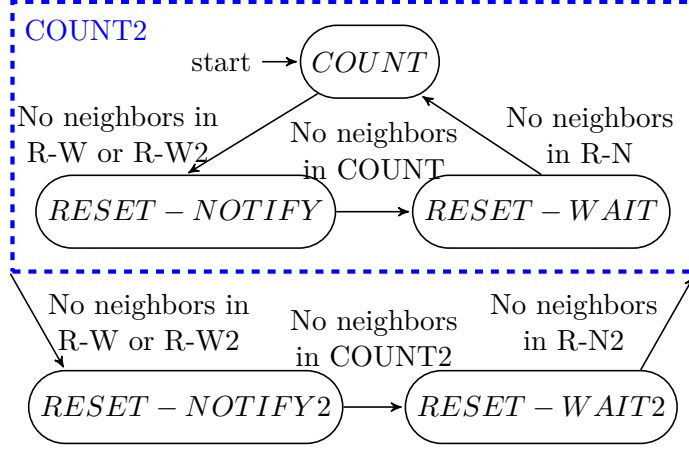 COUNT2
start
COUNT
No neighbors in
R-W or R-W2
No neighbors
in COUNT
No neighbors
in R-N
RESET − NOTIFY
RESET − WAIT
No neighbors in
R-W or R-W2
No neighbors
in COUNT2
No neighbors
in R-N2
RESET − NOTIFY2
RESET − WAIT2